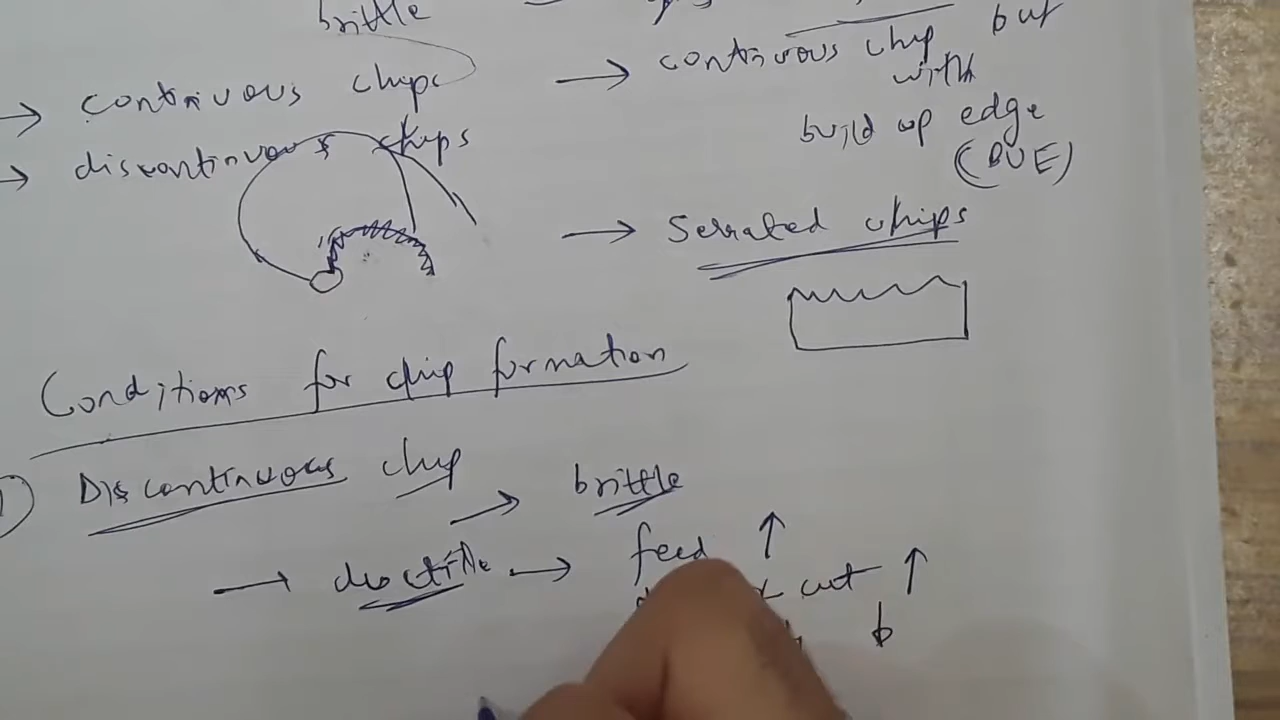 brittle
but
→ continuous chips
→ discontinuous chips
→ continuous chip
with
build up edge
(BUE)
→ Serrated chips
Conditions for chip formation
1) Discontinuous chip
→ brittle
→ ductile → feed ↑
cut ↑